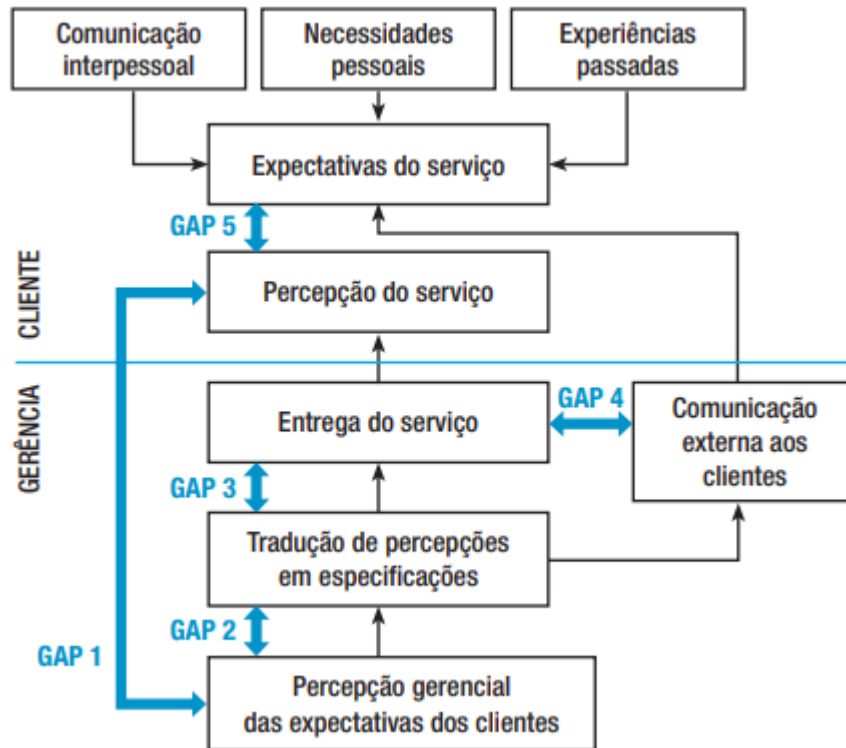 Comunicação
interpessoal
Necessidades
pessoais
Experiências
passadas
Expectativas do serviço
GAP 5
CLIENTE
Percepção do serviço
GERÊNCIA
Entrega do serviço
GAP 4
Comunicação
externa aos
clientes
GAP 3
Tradução de percepções
em especificações
GAP 2
GAP 1
Percepção gerencial
das expectativas dos clientes